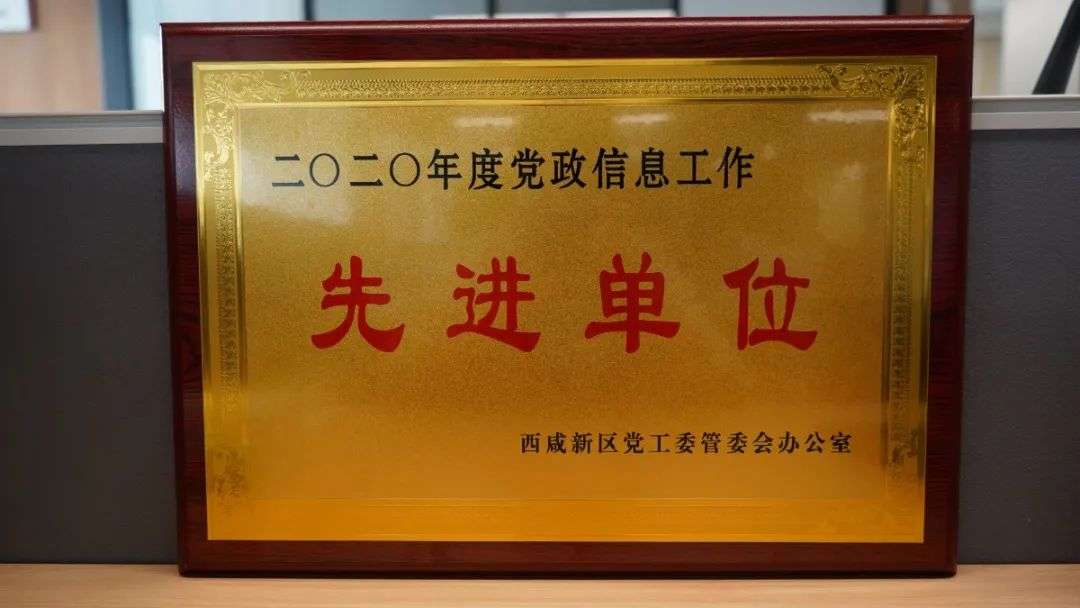 二〇二〇年度党政信息工作
先进单位
西咸新区党工委管委会办公室